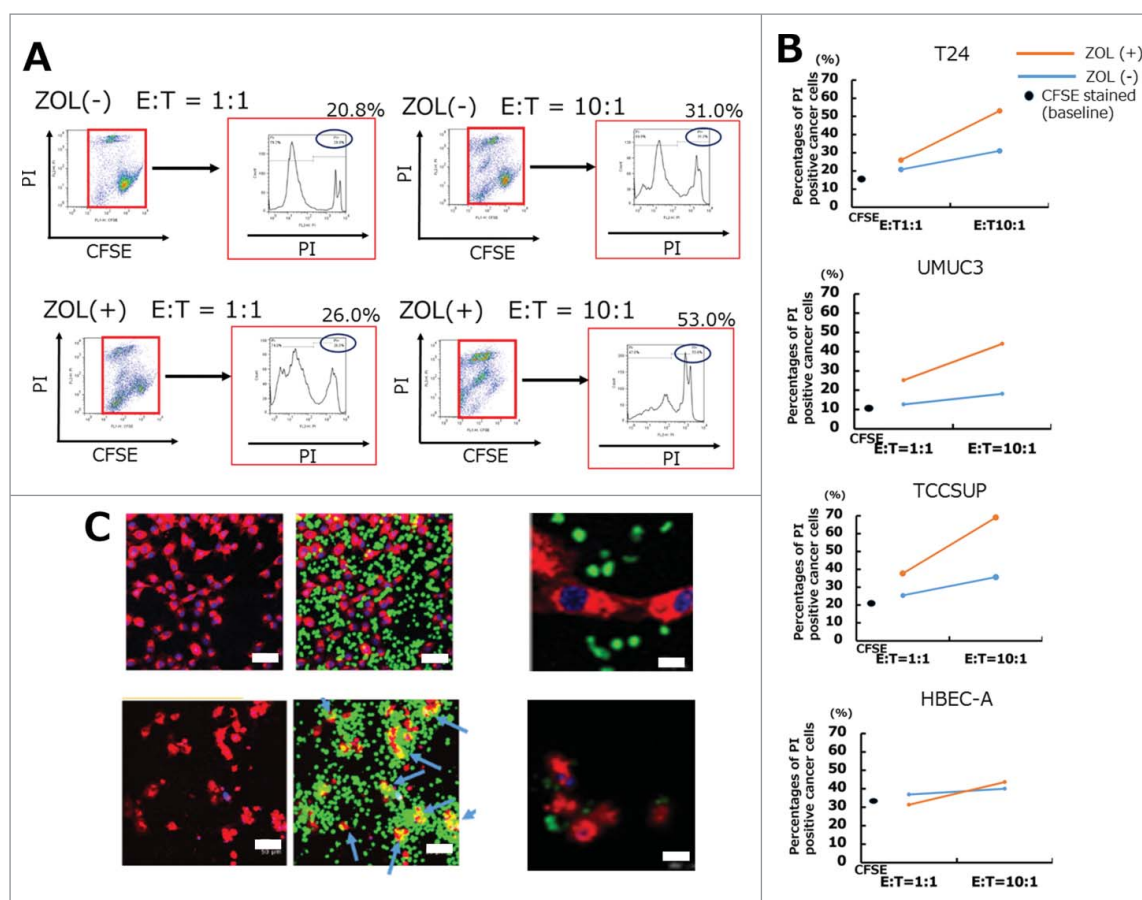 A
ZOL(-) E:T = 1:1
20.8%
PI
CFSE
PI
ZOL(-) E:T = 10:1
31.0%
PI
CFSE
PI
ZOL(+) E:T = 1:1
26.0%
PI
CFSE
PI
ZOL(+) E:T = 10:1
53.0%
PI
CFSE
PI
B
T24
ZOL (+)
ZOL (-)
CFSE stained
(baseline)
(%)
Percentages of PI
positive cancer cells
70
60
50
40
30
20
10
0
CFSE
E:T1:1
E:T10:1
UMUC3
(%)
Percentages of PI
positive cancer cells
70
60
50
40
30
20
10
0
CFSE
E:T=1:1
E:T=10:1
TCCSUP
(%)
Percentages of PI
positive cancer cells
70
60
50
40
30
20
10
0
CFSE
E:T=1:1
E:T=10:1
HBEC-A
(%)
Percentages of PI
positive cancer cells
80
70
60
50
40
30
20
10
0
CFSE
E:T=1:1
E:T=10:1
C